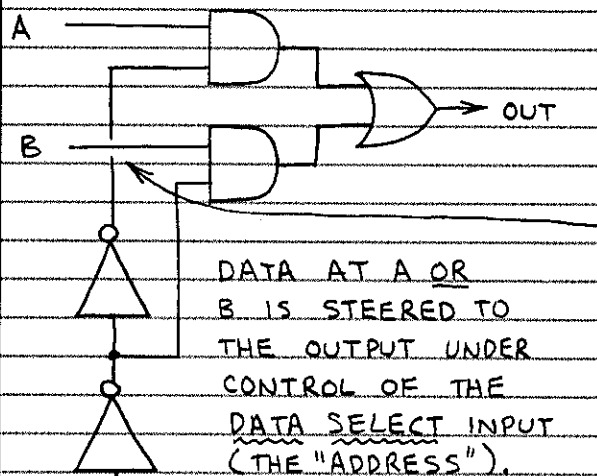 A
OUT
B
DATA AT A OR
B IS STEERED TO
THE OUTPUT UNDER
CONTROL OF THE
DATA SELECT INPUT
(THE "ADDRESS").